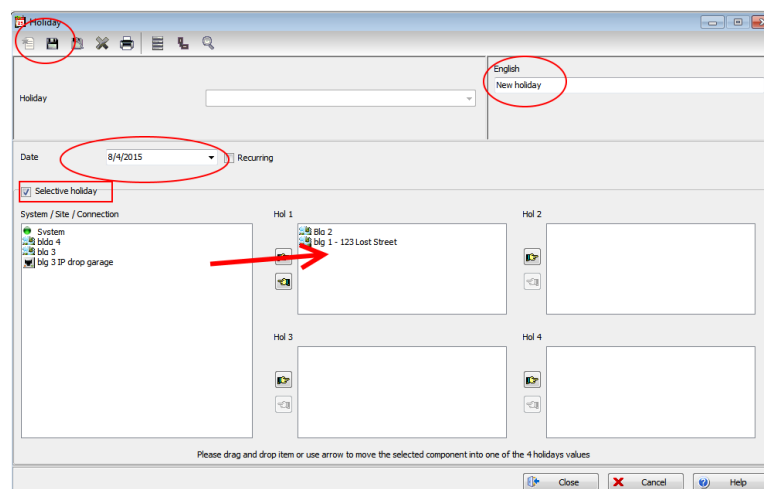 Holiday
English
New holiday
Holiday
Date 8/4/2015 Recurring
Selective holiday
System / Site / Connection Hol 1 Hol 2
System
bldo 4
blg 3
blg 3 IP drop garage
Blg 2
blg 1 - 123 Lost Street
Hol 3 Hol 4
Please drag and drop item or use arrow to move the selected component into one of the 4 holidays values
Close Cancel Help